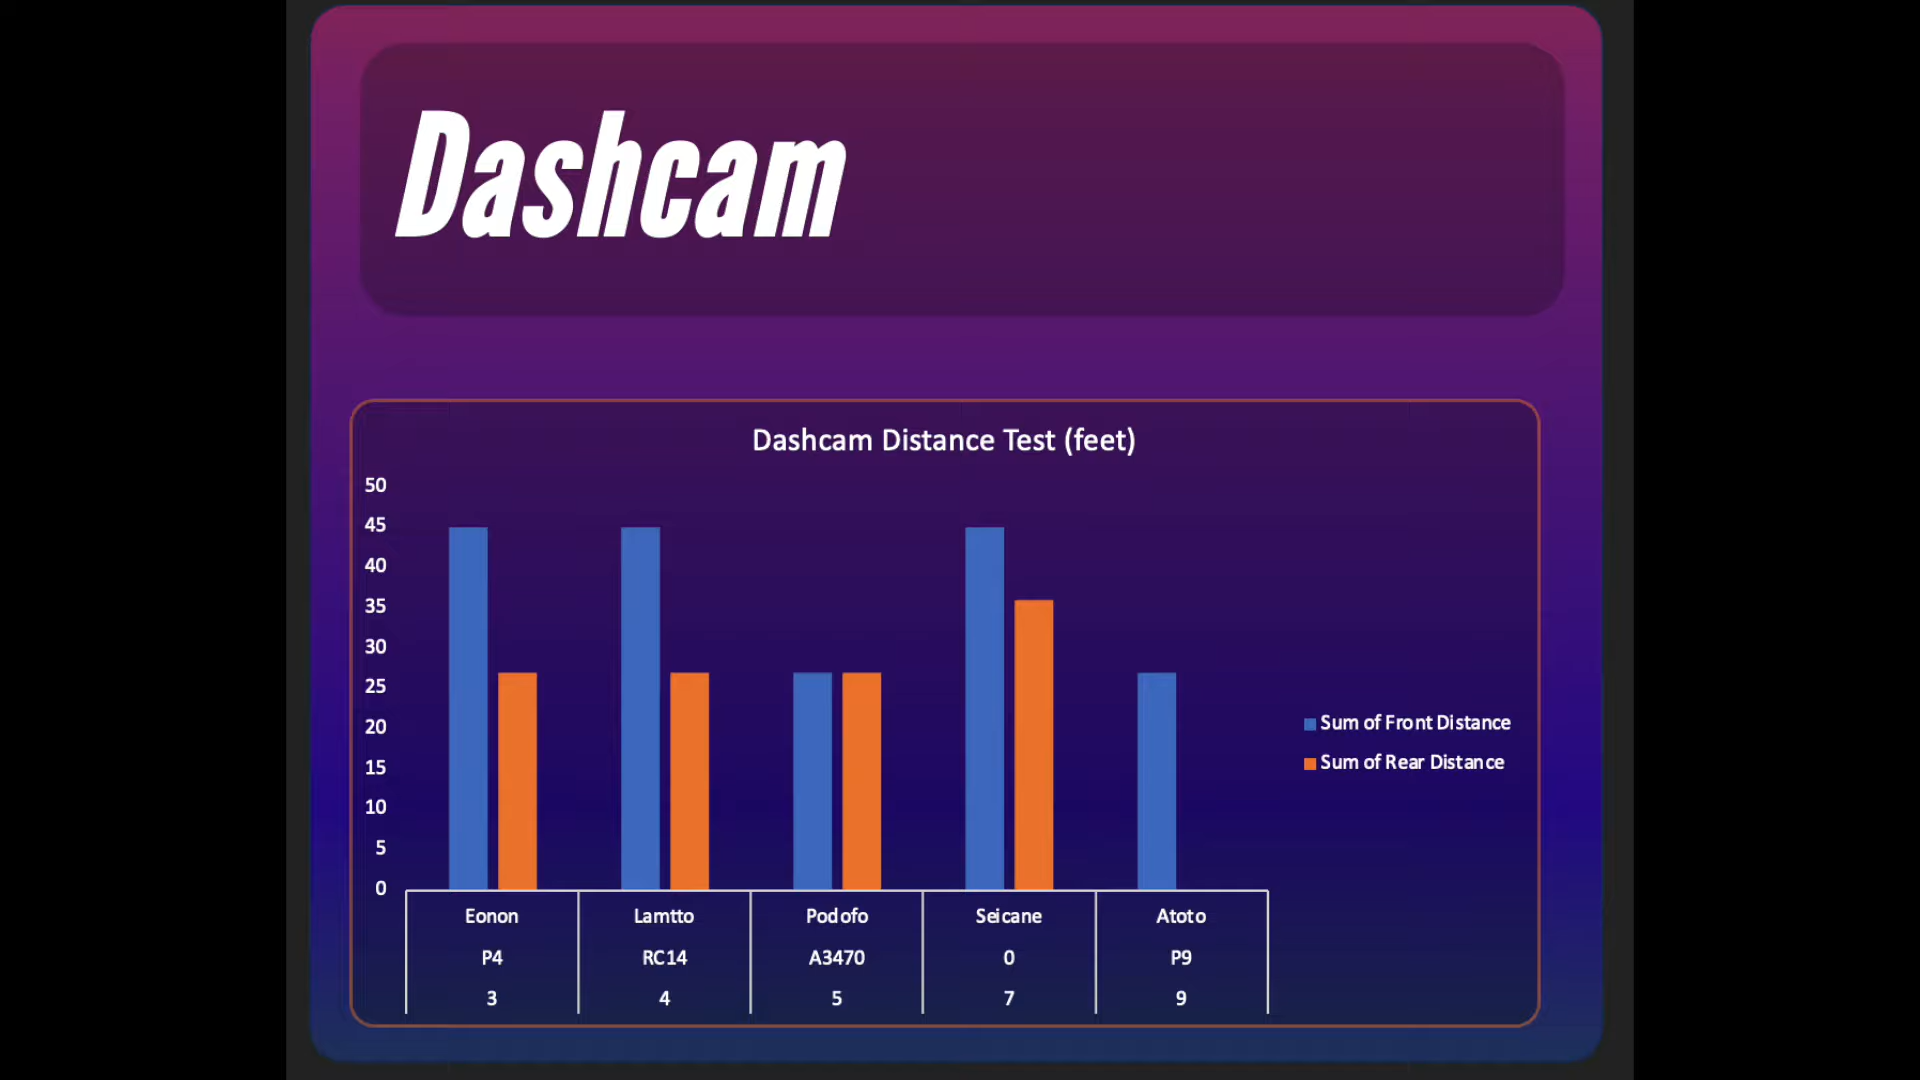 Dashcam
Dashcam Distance Test (feet)
50
45
40
35
30
25
20
15
10
5
0
Sum of Front Distance
Sum of Rear Distance
Eonon Lamtto Podofo Seicane Atoto
P4 RC14 A3470 0 P9
3 4 5 7 9